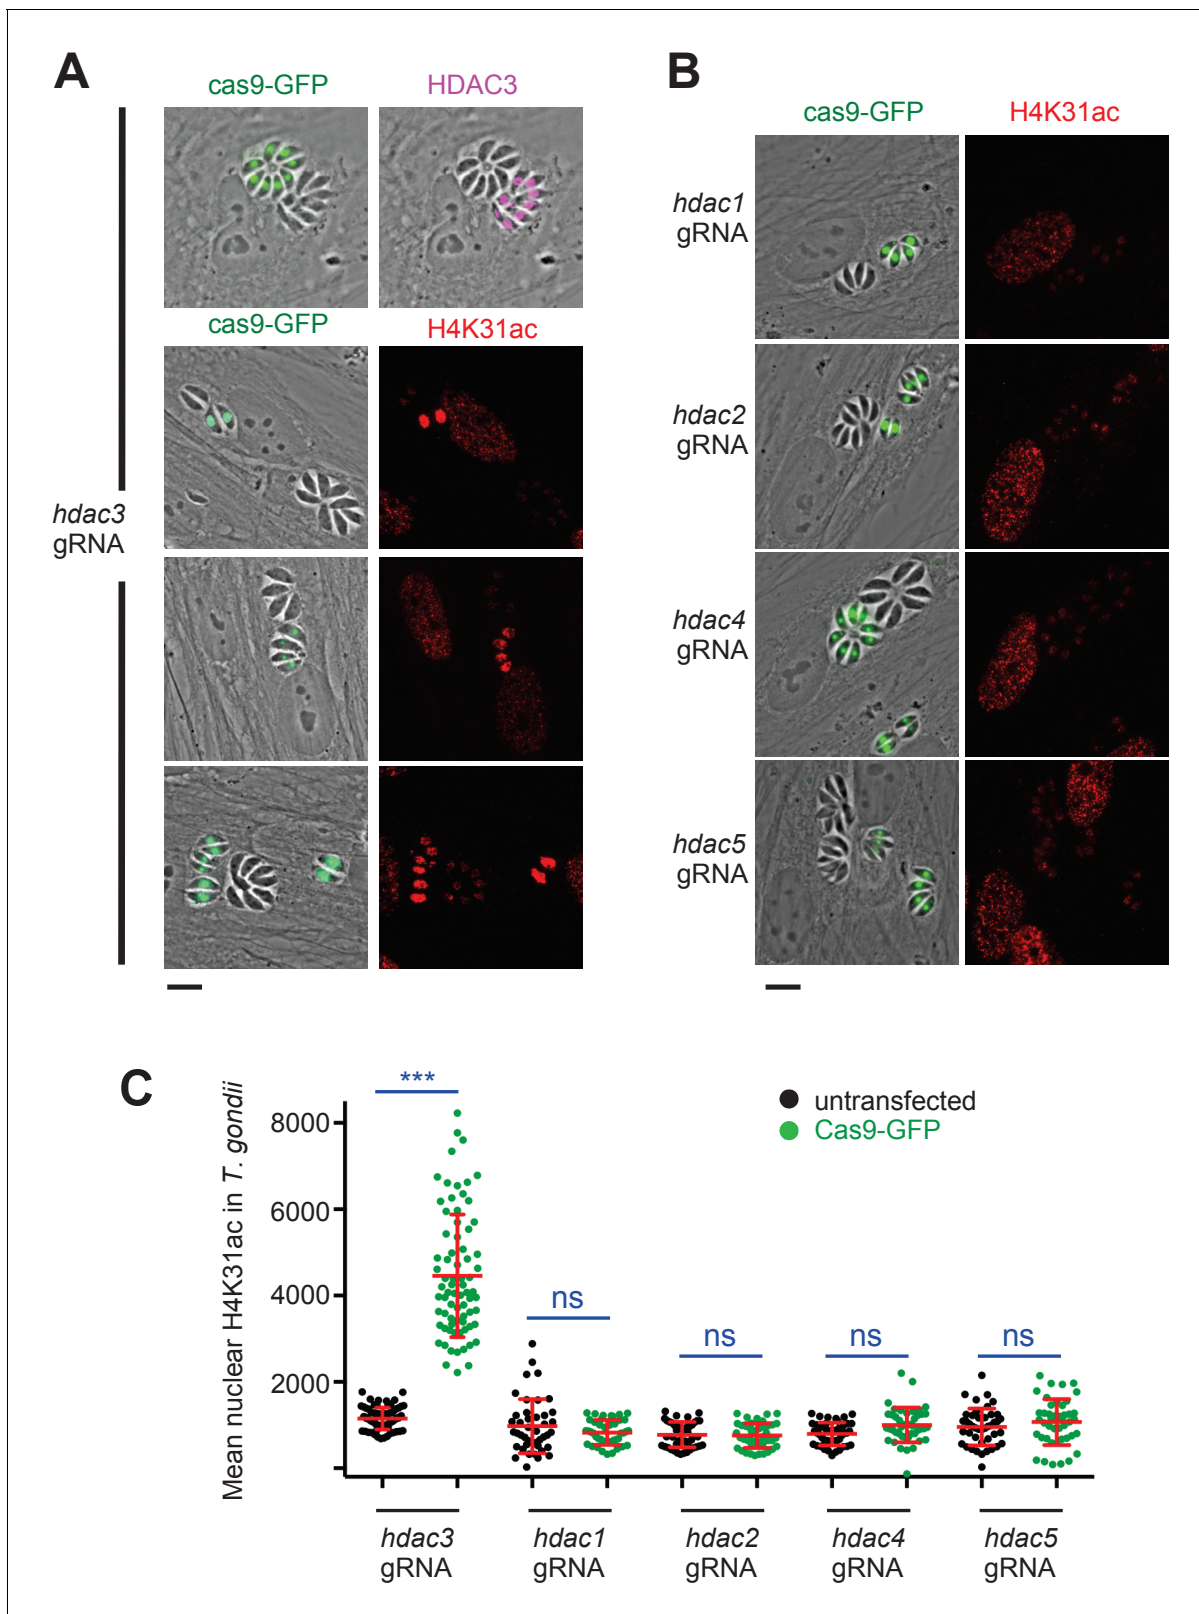 A
cas9-GFP
HDAC3
cas9-GFP
H4K31ac
hdac3
gRNA
B
cas9-GFP
H4K31ac
hdac1
gRNA
hdac2
gRNA
hdac4
gRNA
hdac5
gRNA
C
Mean nuclear H4K31ac in T. gondii
8000
6000
4000
2000
***
ns
ns
ns
ns
untransfected
Cas9-GFP
hdac3
gRNA
hdac1
gRNA
hdac2
gRNA
hdac4
gRNA
hdac5
gRNA